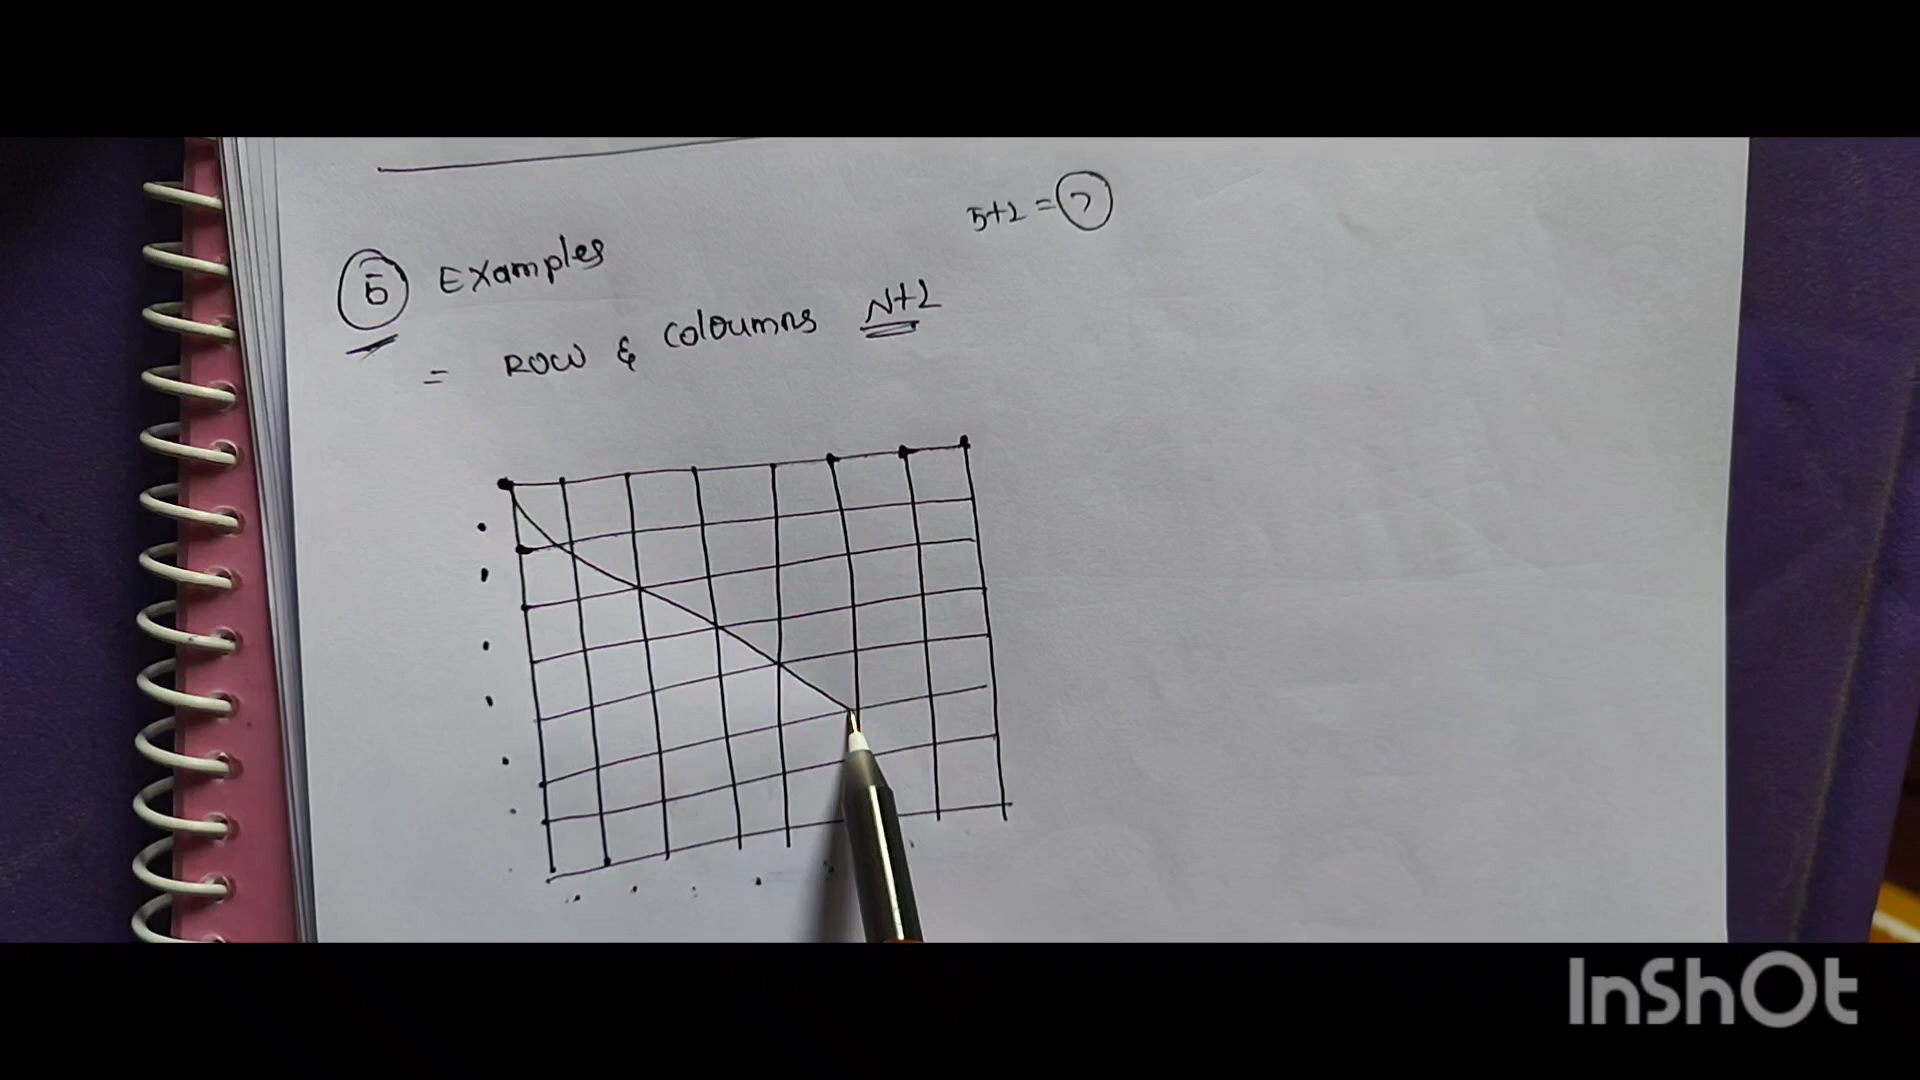 5+2 = 7
5 Examples
= ROW & coloumns N+2
InShOt